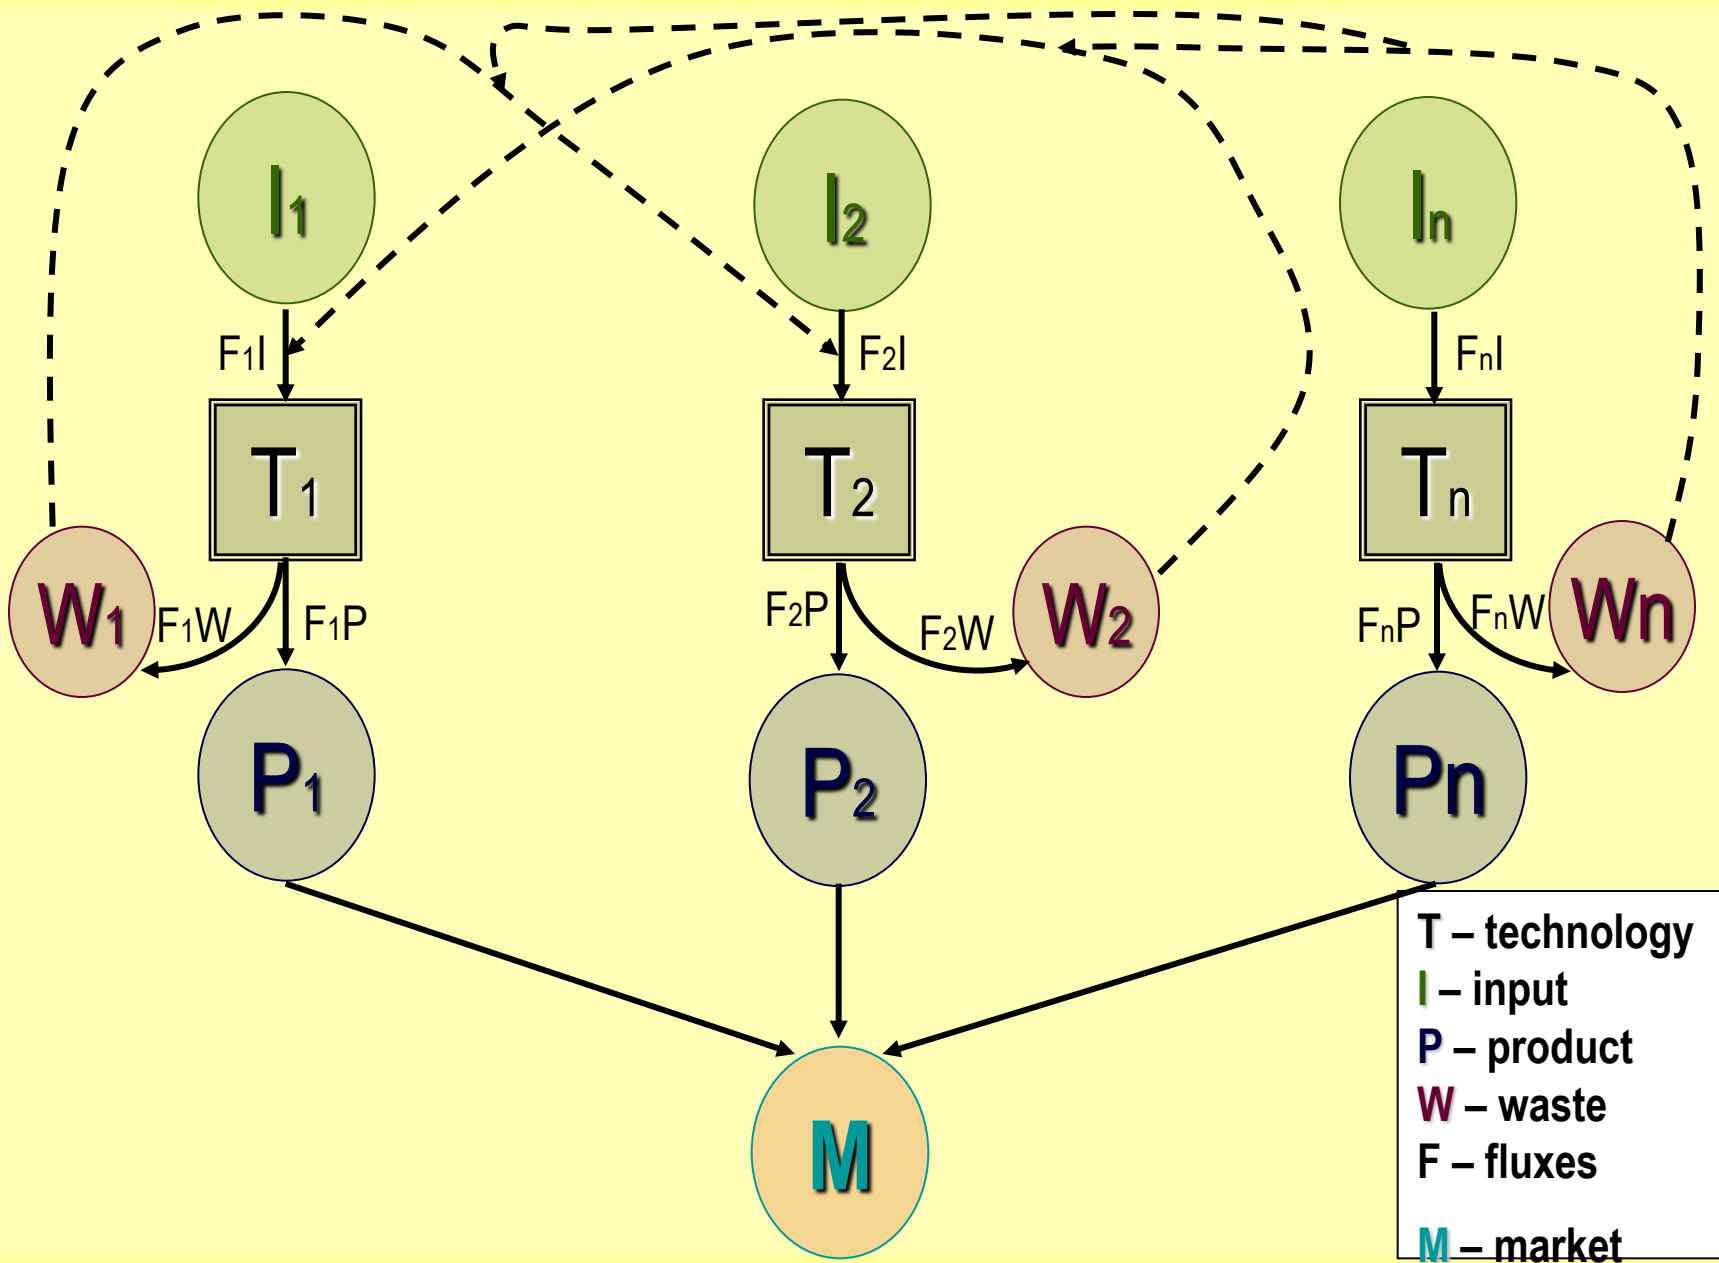 I1 I2 In
F1I F2I FnI
T1 T2 Tn
W1 F1W F1P F2P F2W W2 FnP FnW Wn
P1 P2 Pn
M
T – technology
I – input
P – product
W – waste
F – fluxes
M – market